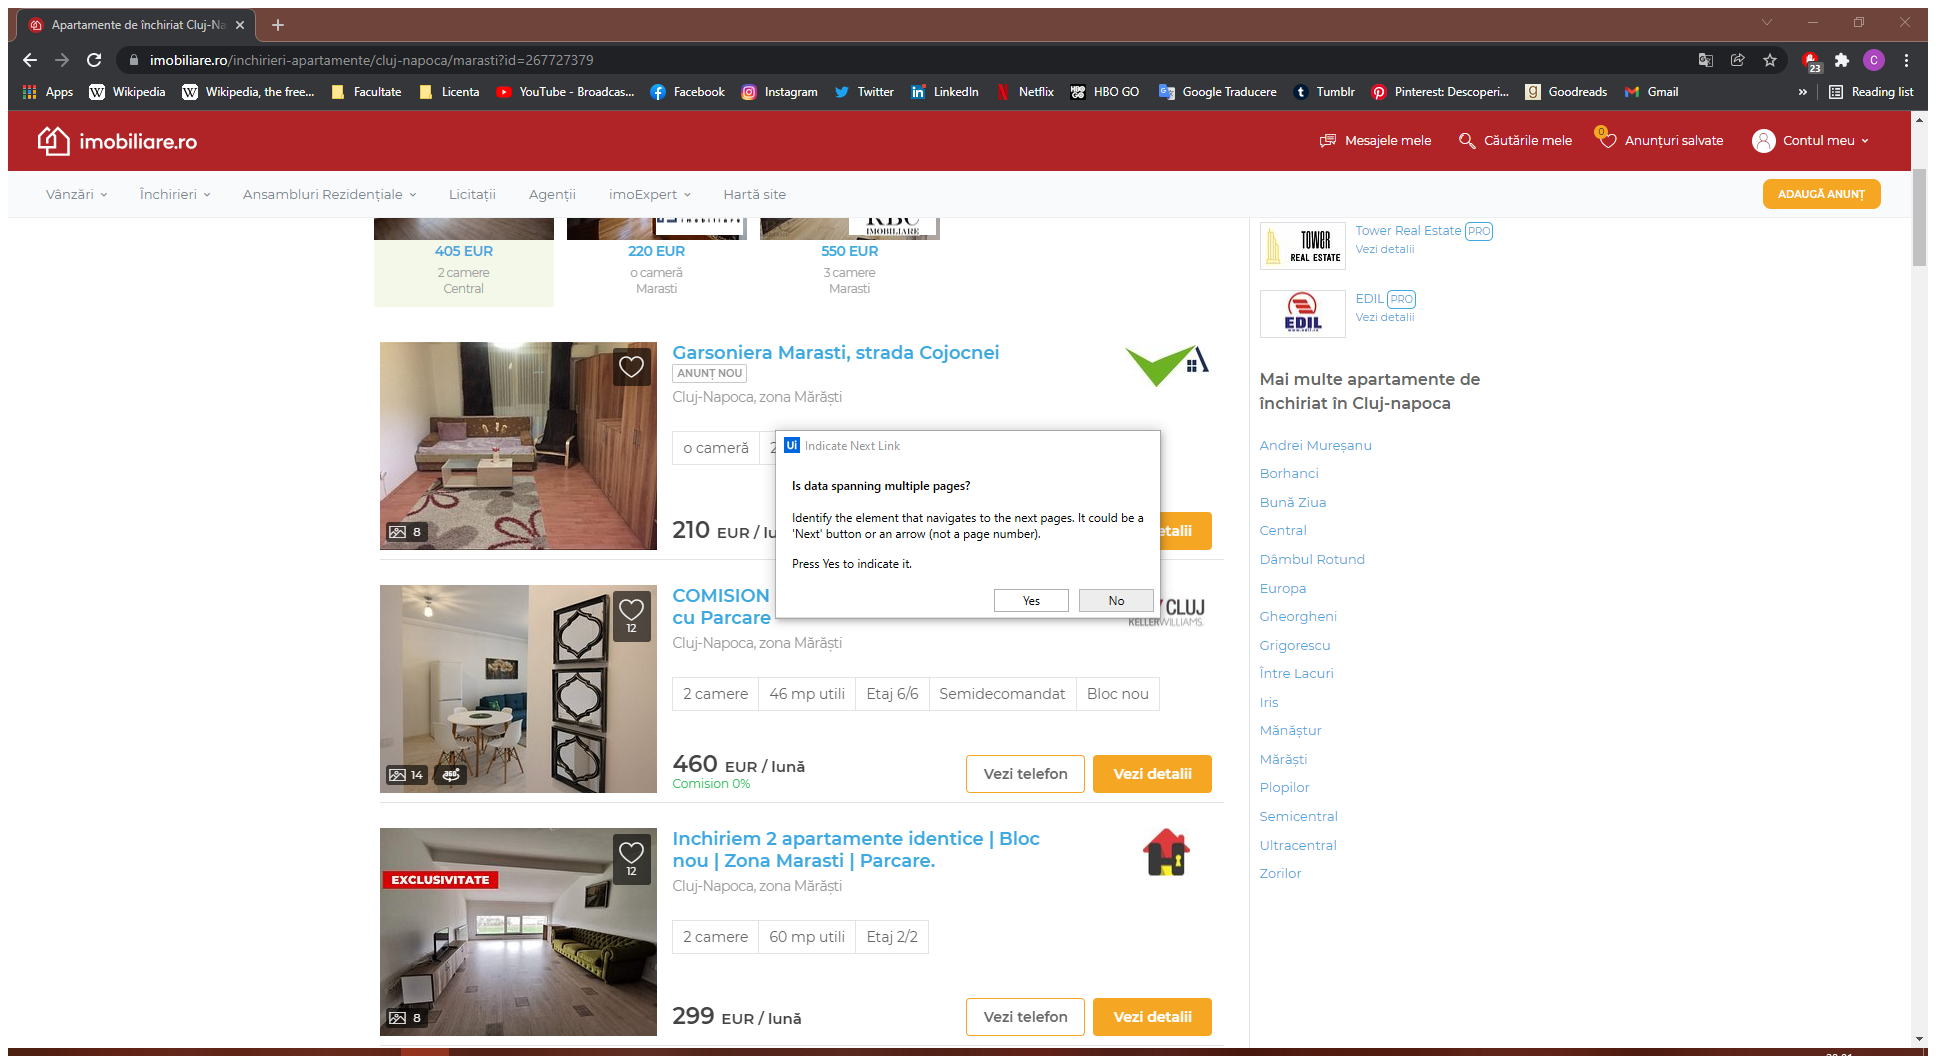 Apartamente de închiriat Cluj-Na
imobiliare.ro/inchirieri-apartamente/cluj-napoca/marasti?id=267727379
23
C
Apps
Wikipedia
Wikipedia, the free...
Facultate
Licenta
YouTube - Broadcas...
Facebook
Instagram
Twitter
LinkedIn
Netflix
HBO GO
Google Traducere
Tumblr
Pinterest: Descoperi...
Goodreads
Gmail
»
Reading list
imobiliare.ro
Mesajele mele
Căutările mele
0
Anunțuri salvate
Contul meu
Vânzări
Închirieri
Ansambluri Rezidențiale
Licitații
Agenții
imoExpert
Hartă site
ADAUGĂ ANUNȚ
405 EUR
2 camere
Central
220 EUR
o cameră
Marasti
IMOBILIARE
550 EUR
3 camere
Marasti
TOWER
REAL ESTATE
Tower Real Estate PRO
Vezi detalii
EDIL
EDIL PRO
Vezi detalii
Garsoniera Marasti, strada Cojocnei
ANUNȚ NOU
Cluj-Napoca, zona Mărăști
o cameră
2
8
210 EUR / lu
etalii
Ui Indicate Next Link
Is data spanning multiple pages?
Identify the element that navigates to the next pages. It could be a
'Next' button or an arrow (not a page number).
Press Yes to indicate it.
Yes
No
COMISION
cu Parcare
Cluj-Napoca, zona Mărăști
CLUJ
KELLERWILLIAMS.
12
2 camere
46 mp utili
Etaj 6/6
Semidecomandat
Bloc nou
14
360°
460 EUR / lună
Comision 0%
Vezi telefon
Vezi detalii
Inchiriem 2 apartamente identice | Bloc
nou | Zona Marasti | Parcare.
Cluj-Napoca, zona Mărăști
12
EXCLUSIVITATE
2 camere
60 mp utili
Etaj 2/2
8
299 EUR / lună
Vezi telefon
Vezi detalii
Mai multe apartamente de
închiriat în Cluj-napoca
Andrei Mureșanu
Borhanci
Bună Ziua
Central
Dâmbul Rotund
Europa
Gheorgheni
Grigorescu
Între Lacuri
Iris
Mănăștur
Mărăști
Plopilor
Semicentral
Ultracentral
Zorilor